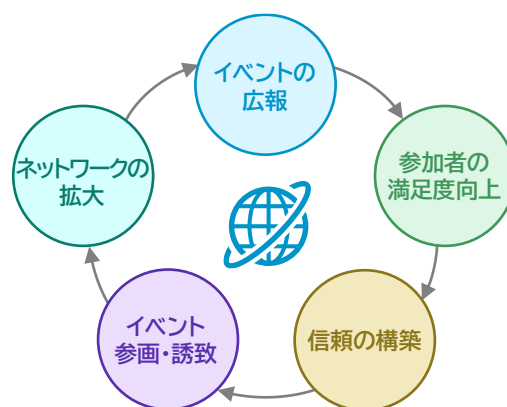 イベントの
広報
参加者の
満足度向上
信頼の構築
イベント
参画・誘致
ネットワークの
拡大